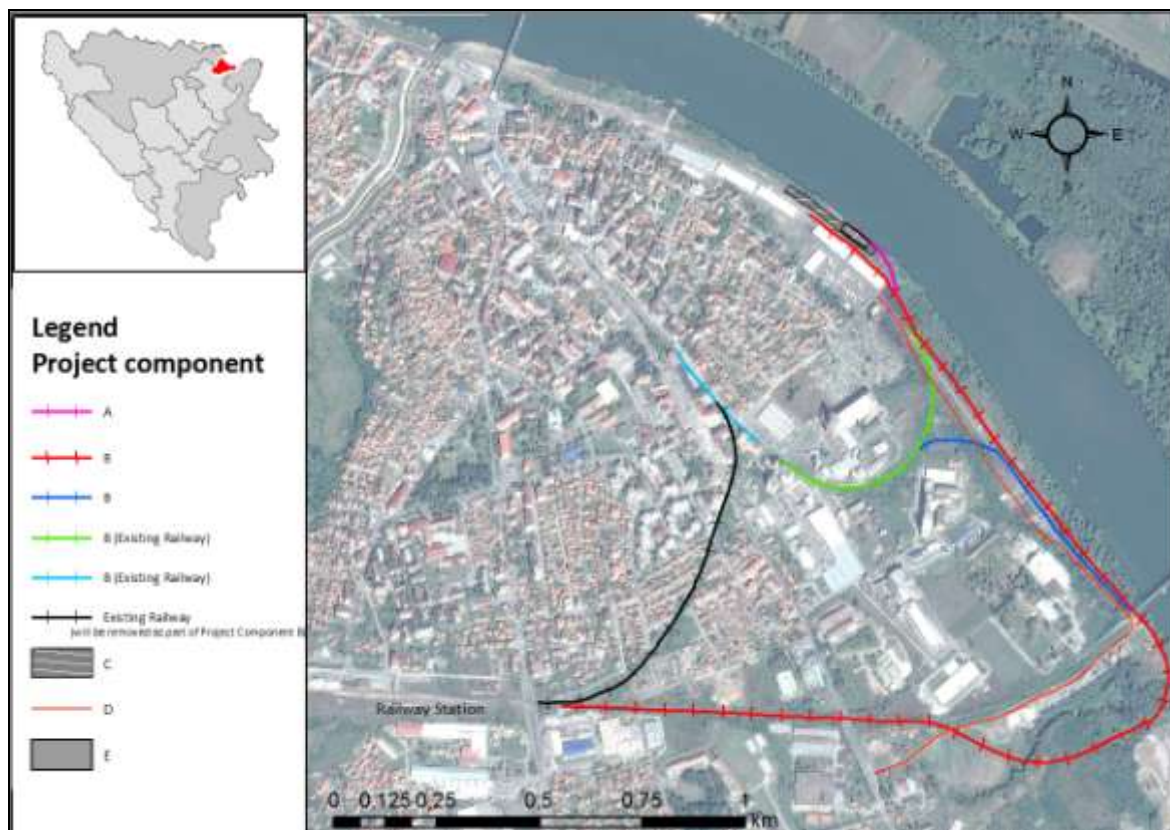 Legend
Project component
A
B
B
B (Existing Railway)
B (Existing Railway)
Existing Railway
(will be removed as part of Project Component B)
C
D
E
N
W
E
S
Railway Station
0 0.125 0,25 0.5 0.75 1
Km